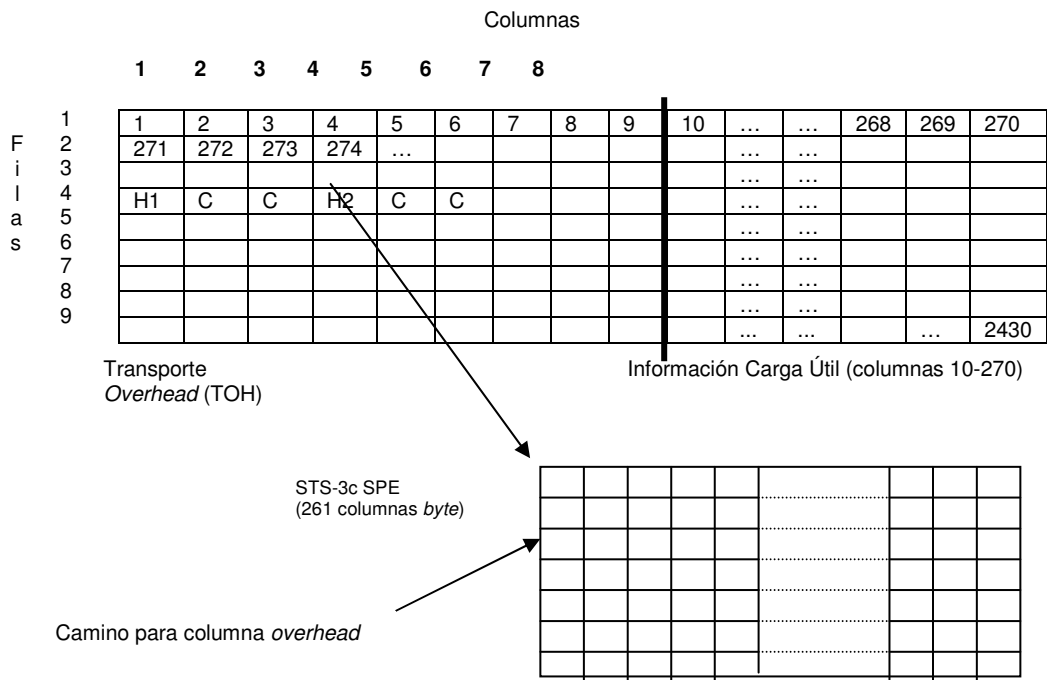 Columnas
1 2 3 4 5 6 7 8
Filas
1 1 2 3 4 5 6 7 8 9 10 ... ... 268 269 270
2 271 272 273 274 ... ... ...
3 ... ...
4 H1 C C H2 C C ... ...
5 ... ...
6 ... ...
7 ... ...
8 ... ...
9 ... ... ... 2430
Transporte
Overhead (TOH)
Información Carga Útil (columnas 10-270)
STS-3c SPE
(261 columnas byte)
Camino para columna overhead